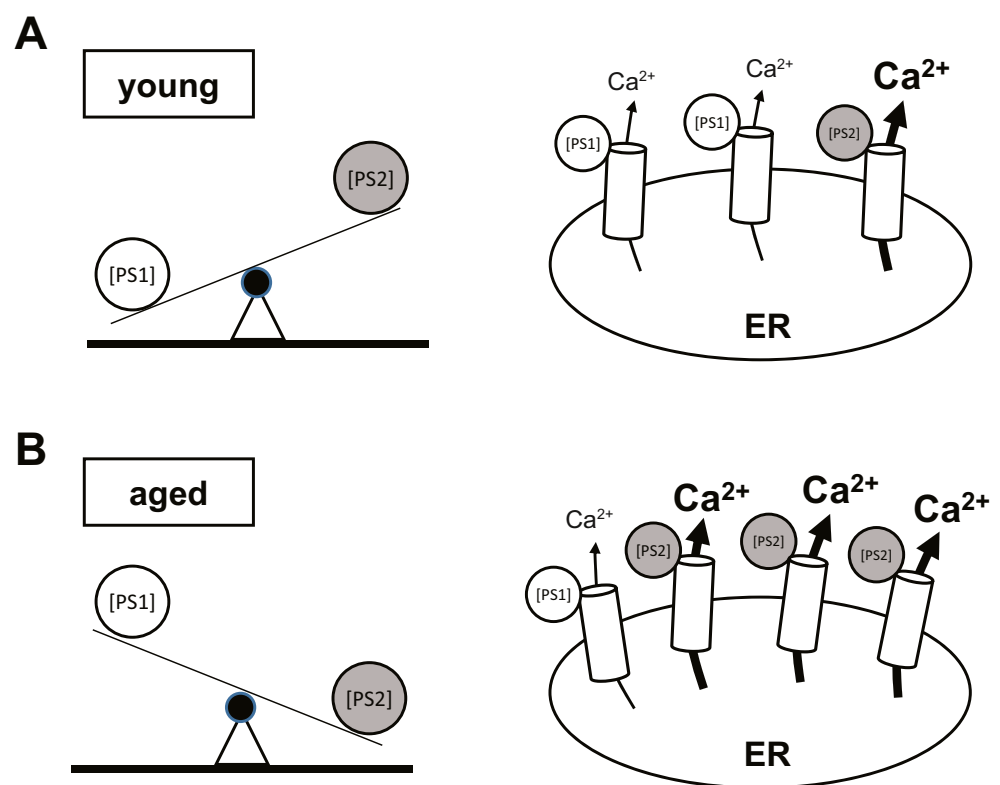 A
young
[PS2]
[PS1]
Ca²⁺
Ca²⁺
Ca²⁺
[PS1]
[PS1]
[PS2]
ER
B
aged
[PS1]
[PS2]
Ca²⁺
Ca²⁺
Ca²⁺
Ca²⁺
[PS1]
[PS2]
[PS2]
[PS2]
ER